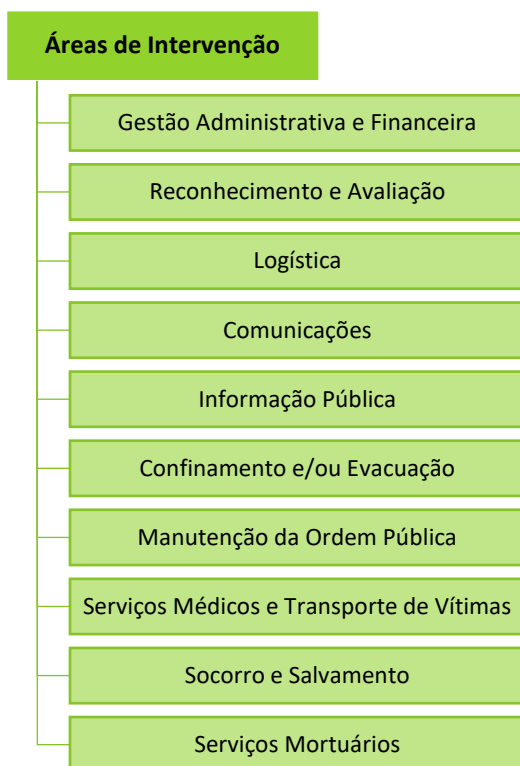 Áreas de Intervenção
Gestão Administrativa e Financeira
Reconhecimento e Avaliação
Logística
Comunicações
Informação Pública
Confinamento e/ou Evacuação
Manutenção da Ordem Pública
Serviços Médicos e Transporte de Vítimas
Socorro e Salvamento
Serviços Mortuários